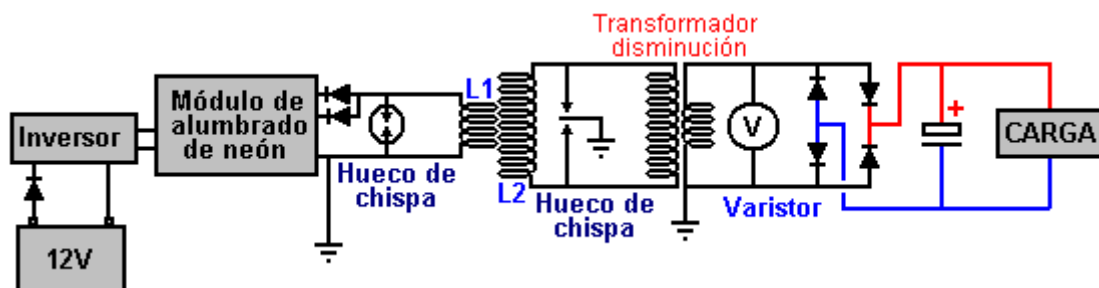 Transformador
disminución
L1
Módulo de
alumbrado
de neón
Inversor
V
+
CARGA
Hueco de
chispa
L2
Hueco de
chispa
Varistor
12V